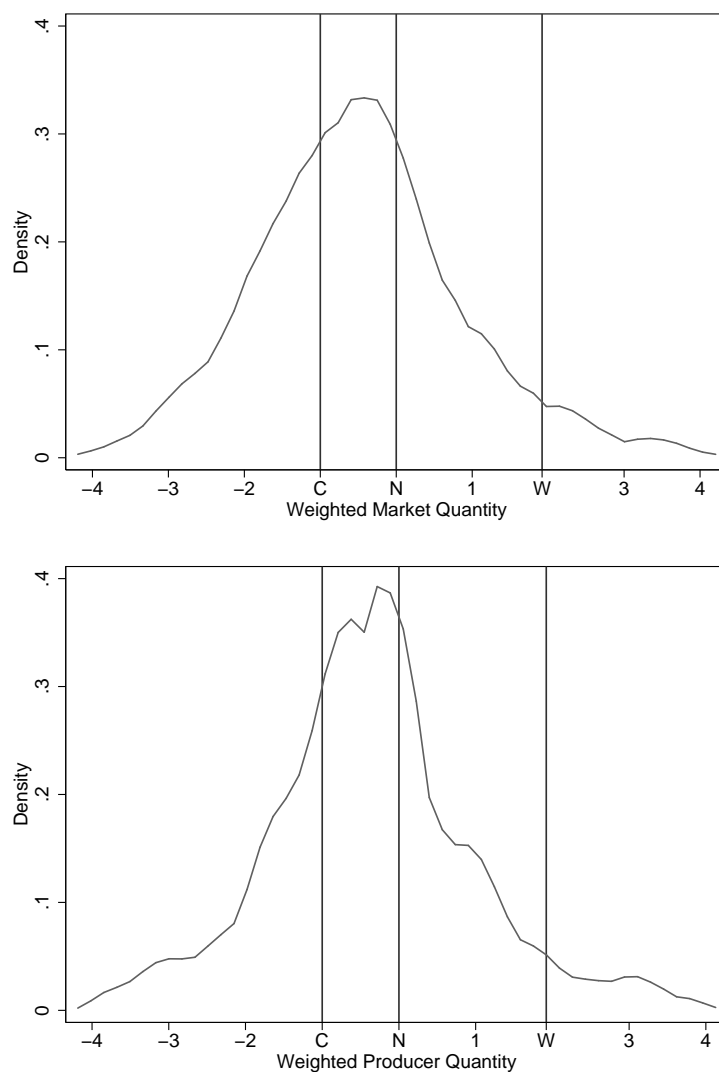 .4
.3
.2
.1
0
Density
−4 −3 −2 C N 1 W 3 4
Weighted Market Quantity
.4
.3
.2
.1
0
Density
−4 −3 −2 C N 1 W 3 4
Weighted Producer Quantity